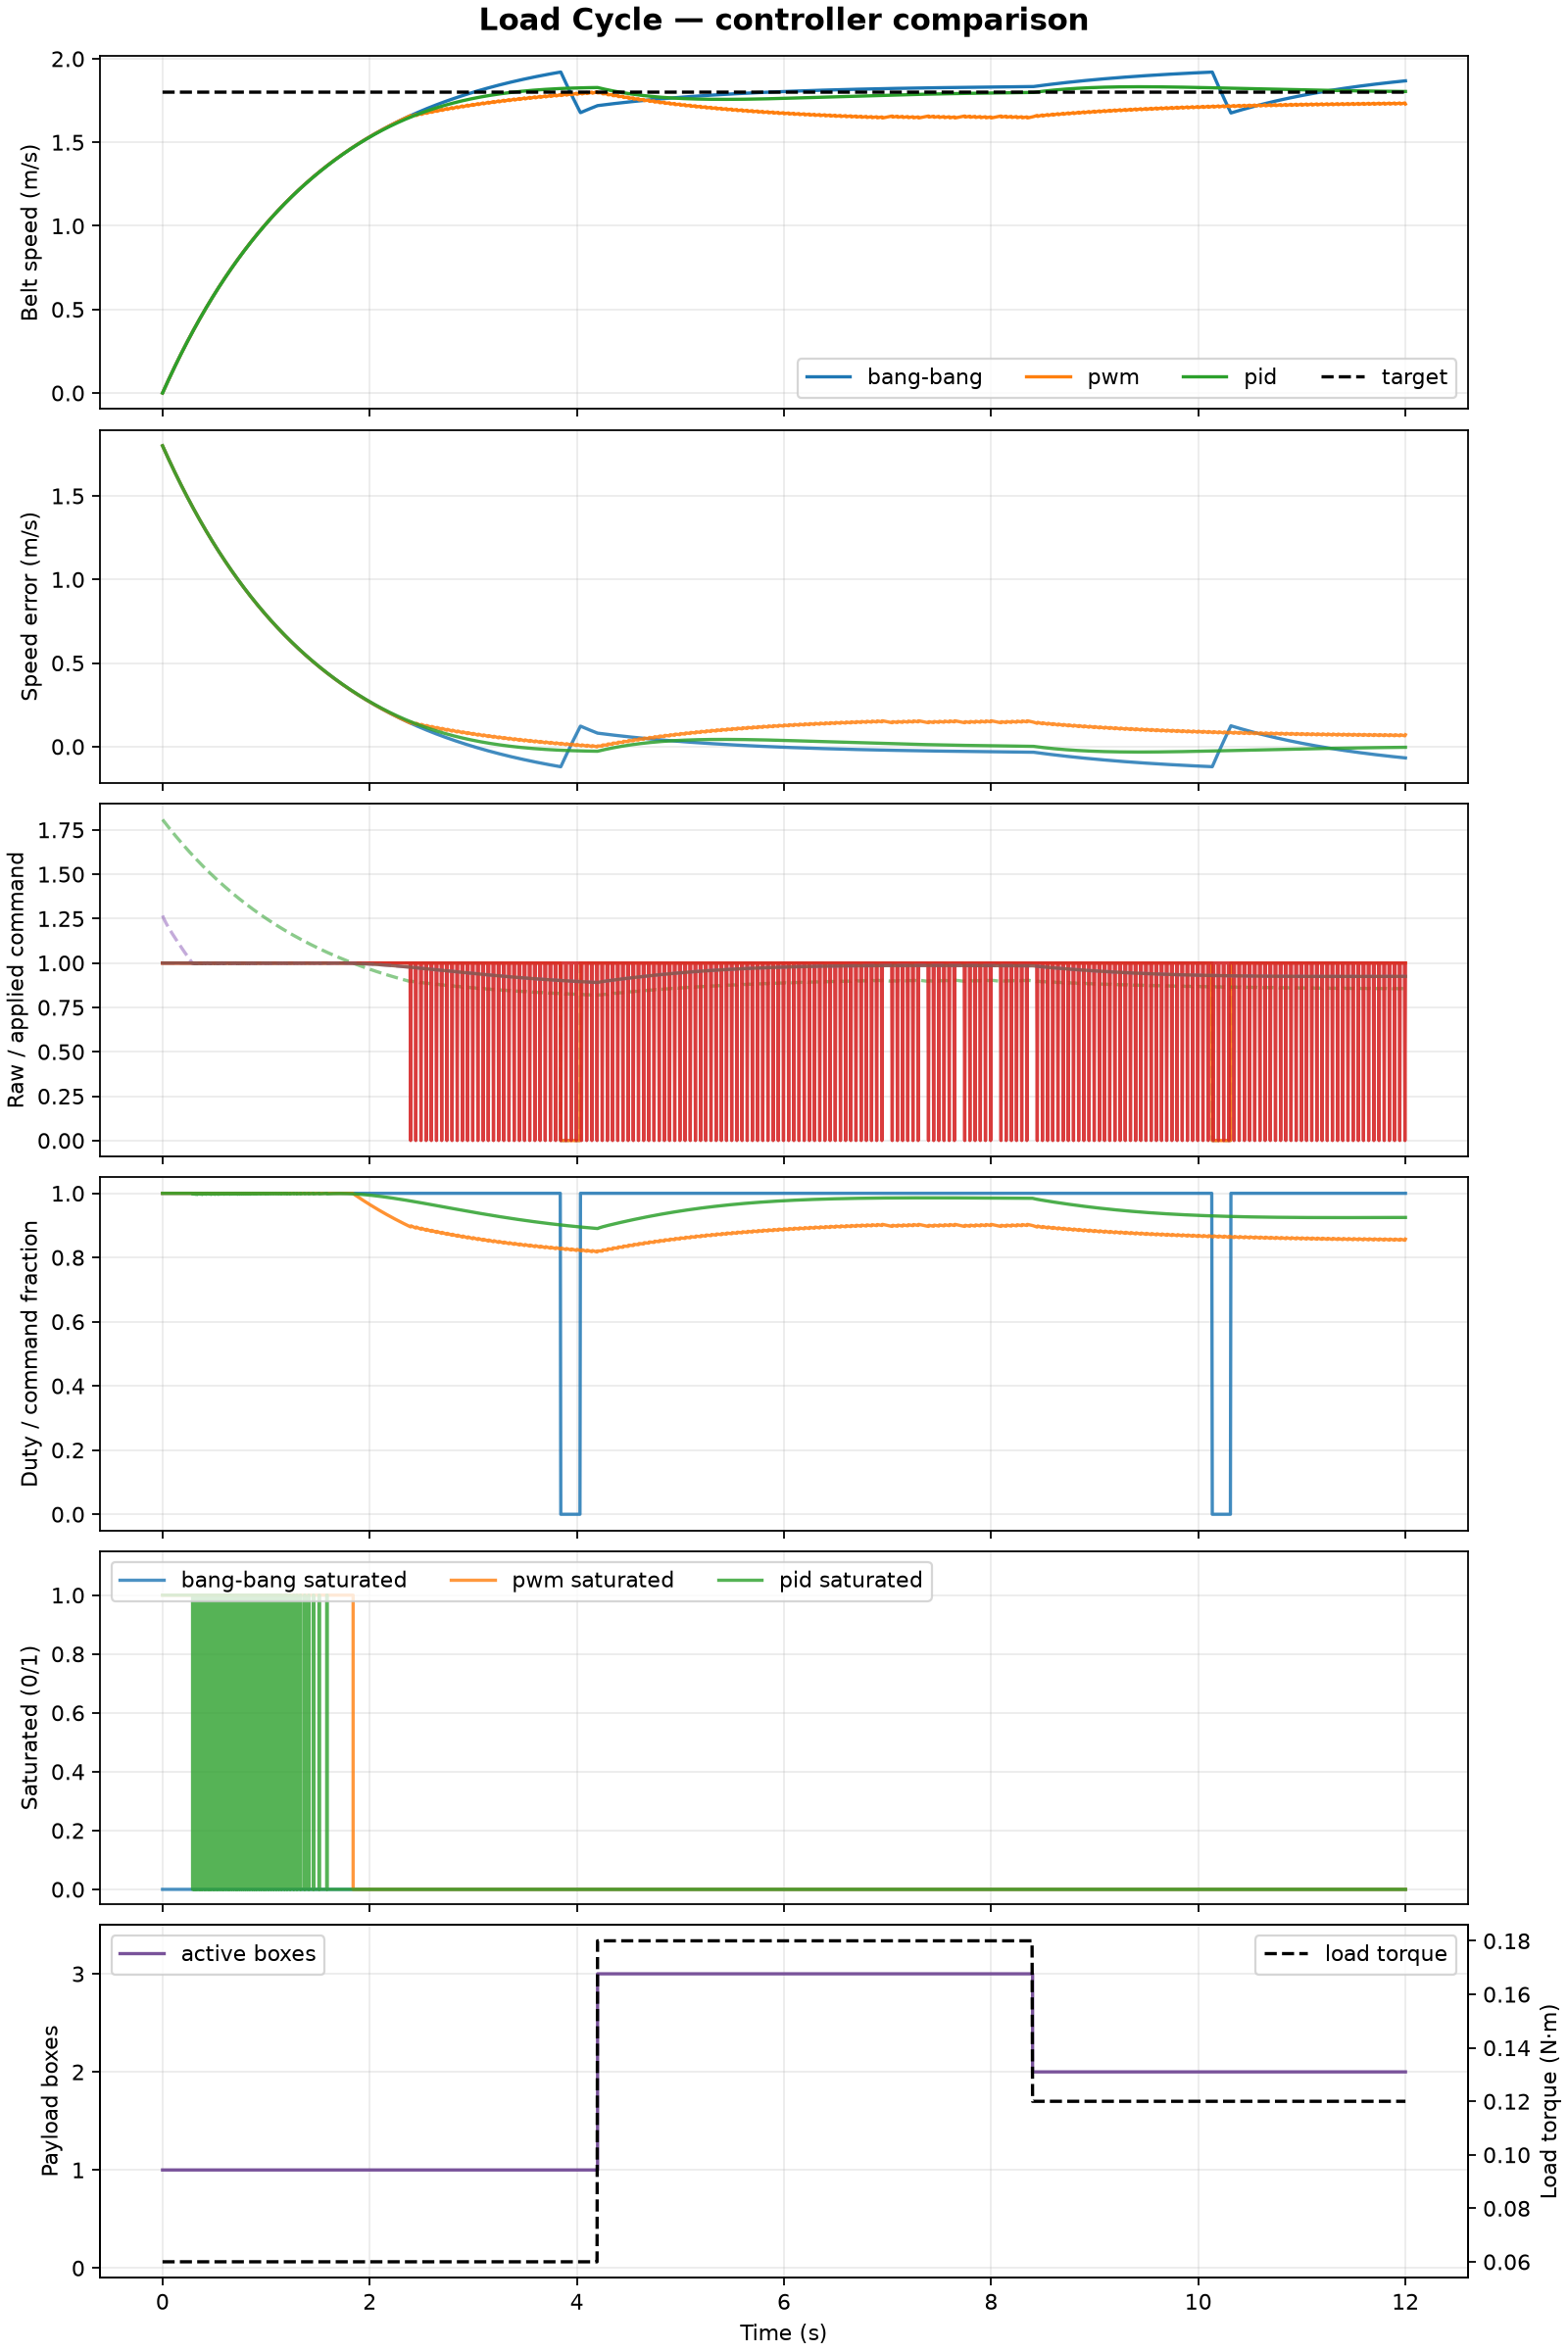 Load Cycle — controller comparison
2.0
1.5
1.0
0.5
0.0
Belt speed (m/s)
bang-bang pwm pid target
1.5
1.0
0.5
0.0
Speed error (m/s)
1.75
1.50
1.25
1.00
0.75
0.50
0.25
0.00
Raw / applied command
1.0
0.8
0.6
0.4
0.2
0.0
Duty / command fraction
bang-bang saturated pwm saturated pid saturated
1.0
0.8
0.6
0.4
0.2
0.0
Saturated (0/1)
active boxes
load torque
3
2
1
0
Payload boxes
0.18
0.16
0.14
0.12
0.10
0.08
0.06
Load torque (N·m)
0 2 4 6 8 10 12
Time (s)